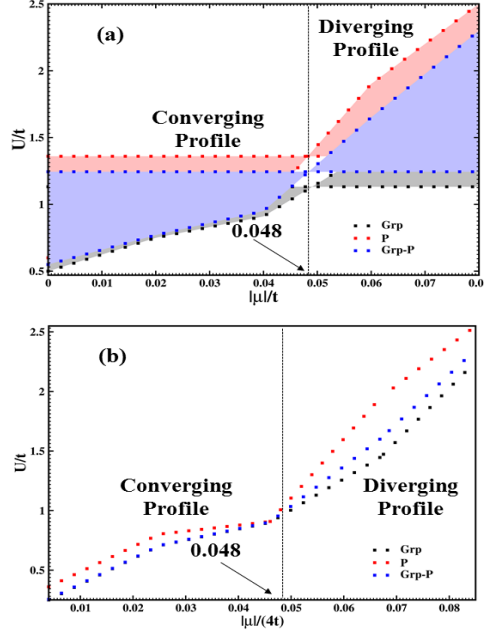 2.5
(a)
Diverging
Profile
2
Converging
Profile
U/t
1.5
1
0.048
Grp
P
Grp-P
0.5
0
0.01
0.02
0.03
0.04
0.05
0.06
0.07
0.0
|μ|/t
2.5
(b)
2
U/t
1.5
Converging
Profile
Diverging
Profile
1
0.048
Grp
P
Grp-P
0.5
0.01
0.02
0.03
0.04
0.05
0.06
0.07
0.08
|μ|/(4t)